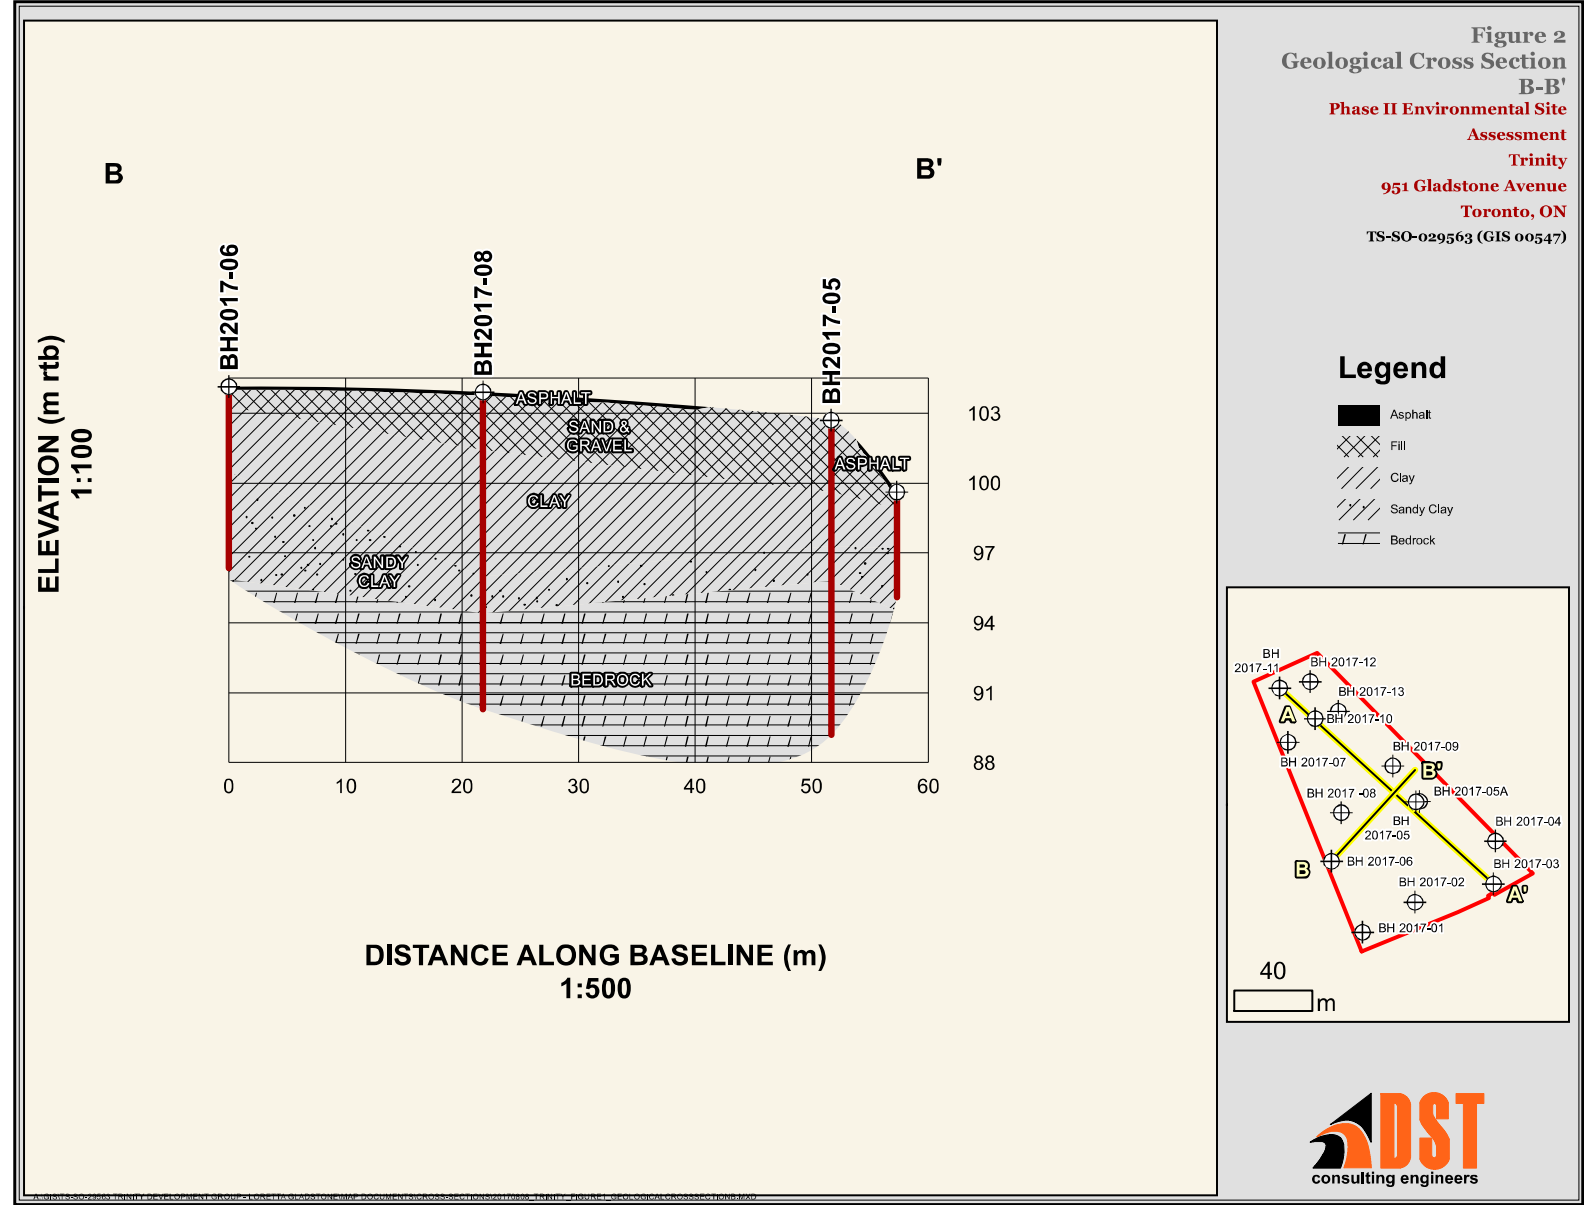 Figure 2
Geological Cross Section
B-B'
Phase II Environmental Site
Assessment
Trinity
951 Gladstone Avenue
Toronto, ON
TS-SO-029563 (GIS 00547)
B
B'
BH2017-06
BH2017-08
BH2017-05
ELEVATION (m rtb)
1:100
ASPHALT
SAND &
GRAVEL
ASPHALT
CLAY
SANDY
CLAY
BEDROCK
103
100
97
94
91
88
0
10
20
30
40
50
60
DISTANCE ALONG BASELINE (m)
1:500
Legend
Asphalt
Fill
Clay
Sandy Clay
Bedrock
BH
2017-11
BH 2017-12
BH 2017-13
A
BH 2017-10
BH 2017-09
BH 2017-07
B'
BH 2017 -08
BH 2017-05A
BH
2017-05
BH 2017-04
B
BH 2017-06
BH 2017-03
BH 2017-02
A'
BH 2017-01
40
m
DST
consulting engineers